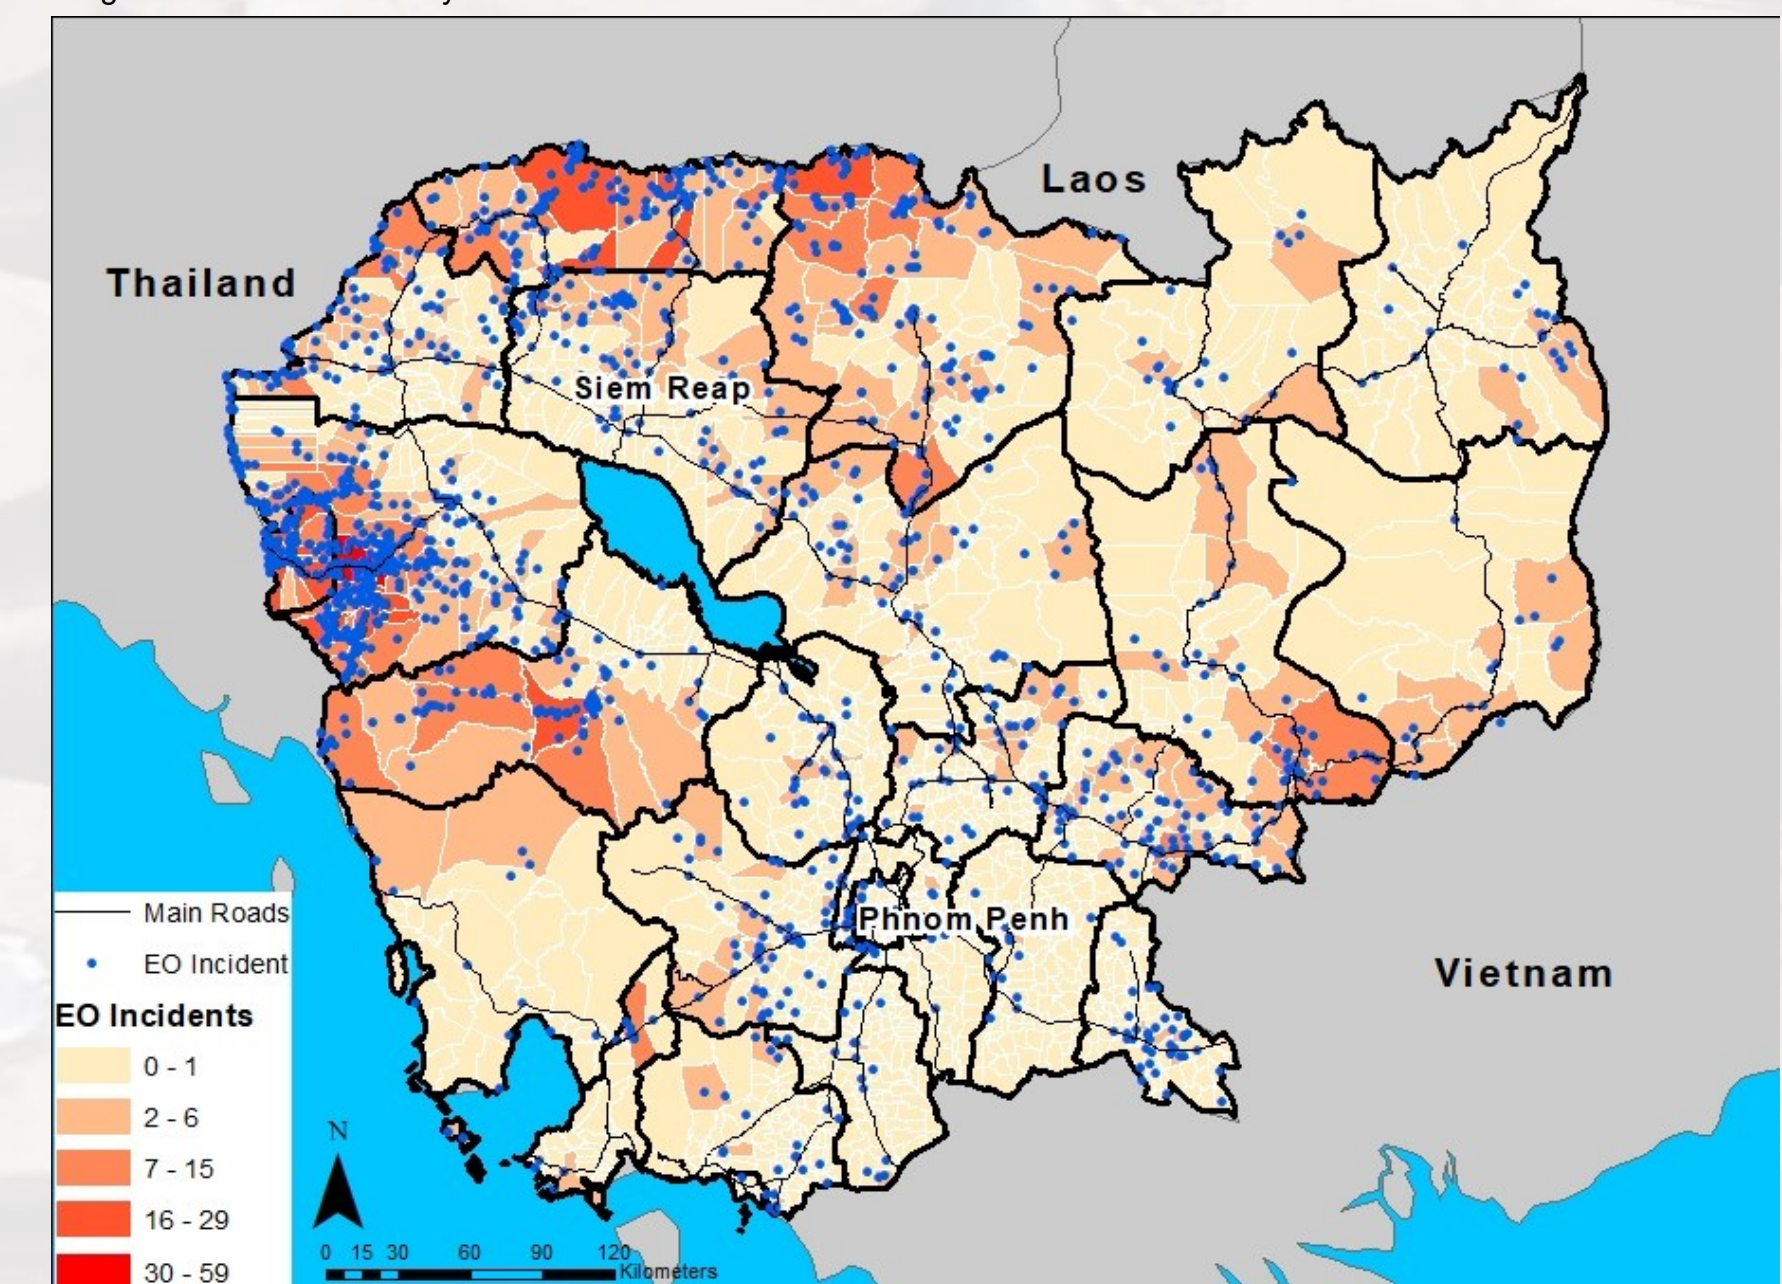 Laos
Thailand
Siem Reap
Phnom Penh
Vietnam
Main Roads
EO Incident
EO Incidents
0 - 1
2 - 6
7 - 15
16 - 29
30 - 59
N
0 15 30 60 90 120
Kilometers